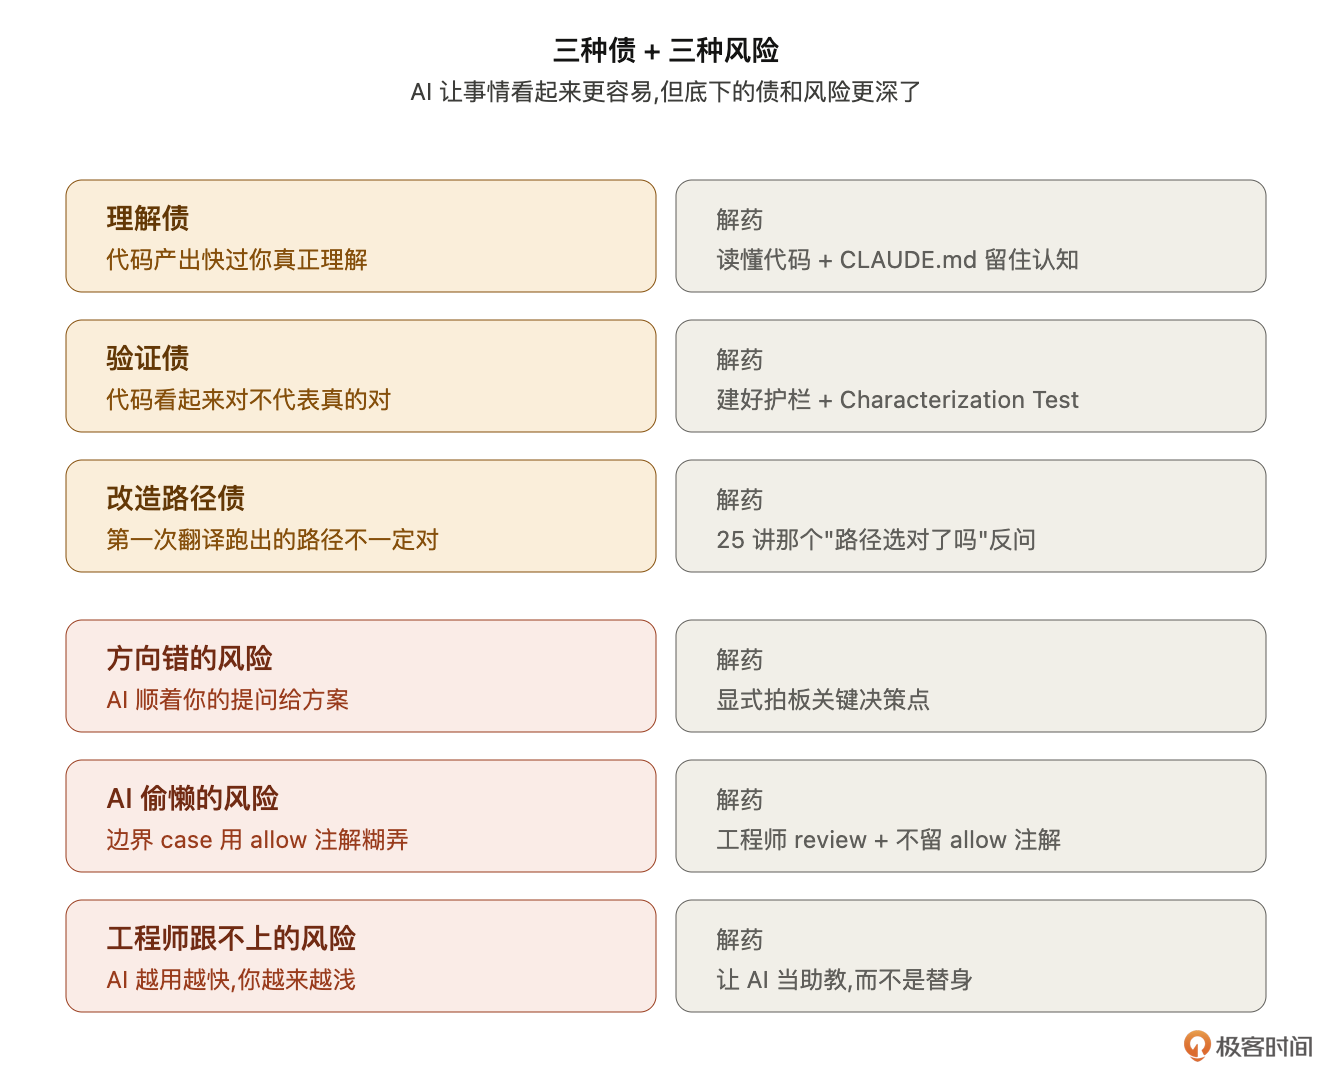 三种债 + 三种风险
AI 让事情看起来更容易,但底下的债和风险更深了
理解债
代码产出快过你真正理解
解药
读懂代码 + CLAUDE.md 留住认知
验证债
代码看起来对不代表真的对
解药
建好护栏 + Characterization Test
改造路径债
第一次翻译跑出的路径不一定对
解药
25 讲那个"路径选对了吗"反问
方向错的风险
AI 顺着你的提问给方案
解药
显式拍板关键决策点
AI 偷懒的风险
边界 case 用 allow 注解糊弄
解药
工程师 review + 不留 allow 注解
工程师跟不上的风险
AI 越用越快,你越来越浅
解药
让 AI 当助教,而不是替身
极客时间